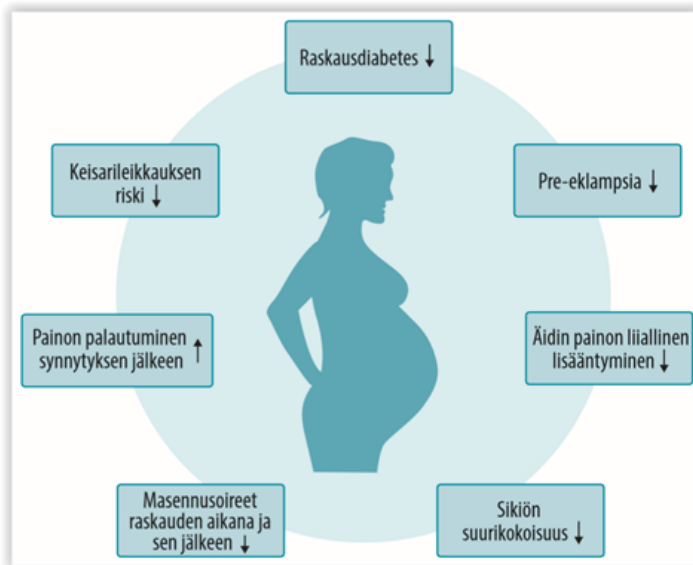 Raskausdiabetes ↓
Keisarileikkauksen
riski ↓
Pre-eklampsia ↓
Painon palautuminen
synnytyksen jälkeen ↑
Äidin painon liiallinen
lisääntyminen ↓
Masennusoireet
raskauden aikana ja
sen jälkeen ↓
Sikiön
suurikokoisuus ↓